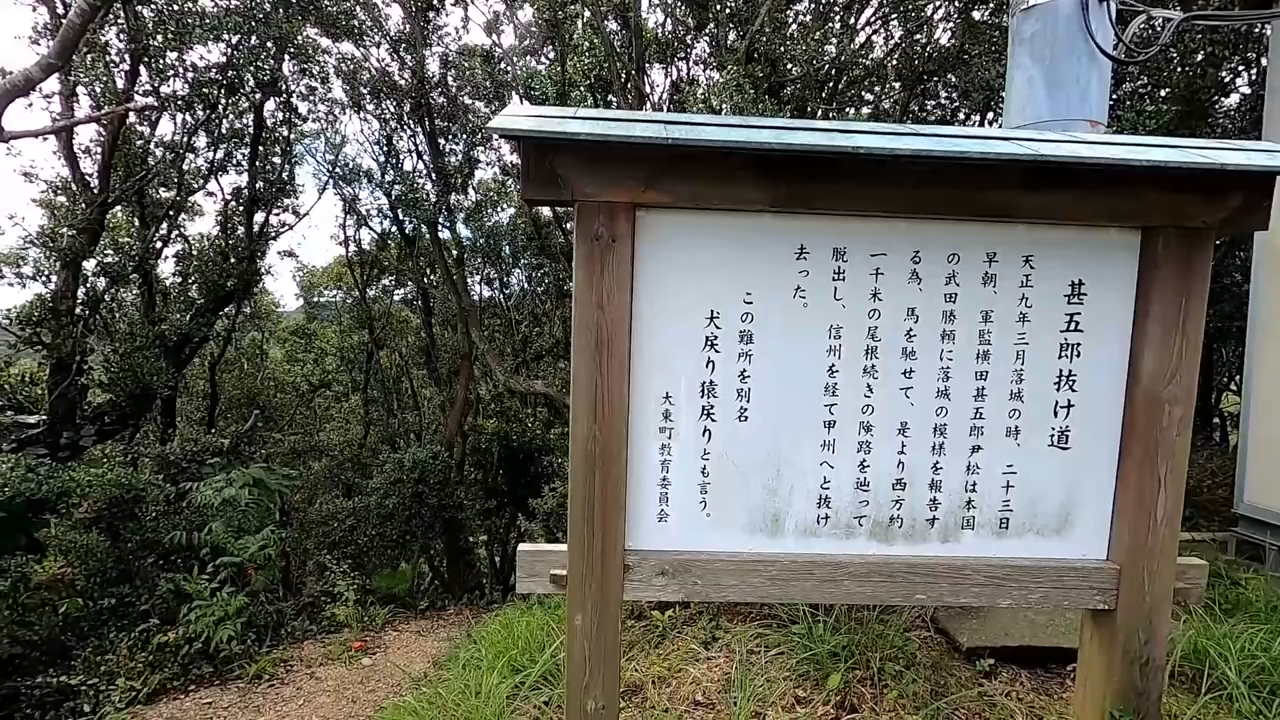 甚五郎抜け道
天正九年三月落城の時、二十三日
早朝、軍監横田甚五郎尹松は本国
の武田勝頼に落城の模様を報告す
る為、馬を馳せて、是より西方約
一千米の尾根続きの険路を辿って
脱出し、信州を経て甲州へと抜け
去った。
この難所を別名
犬戻り猿戻りとも言う。
大東町教育委員会